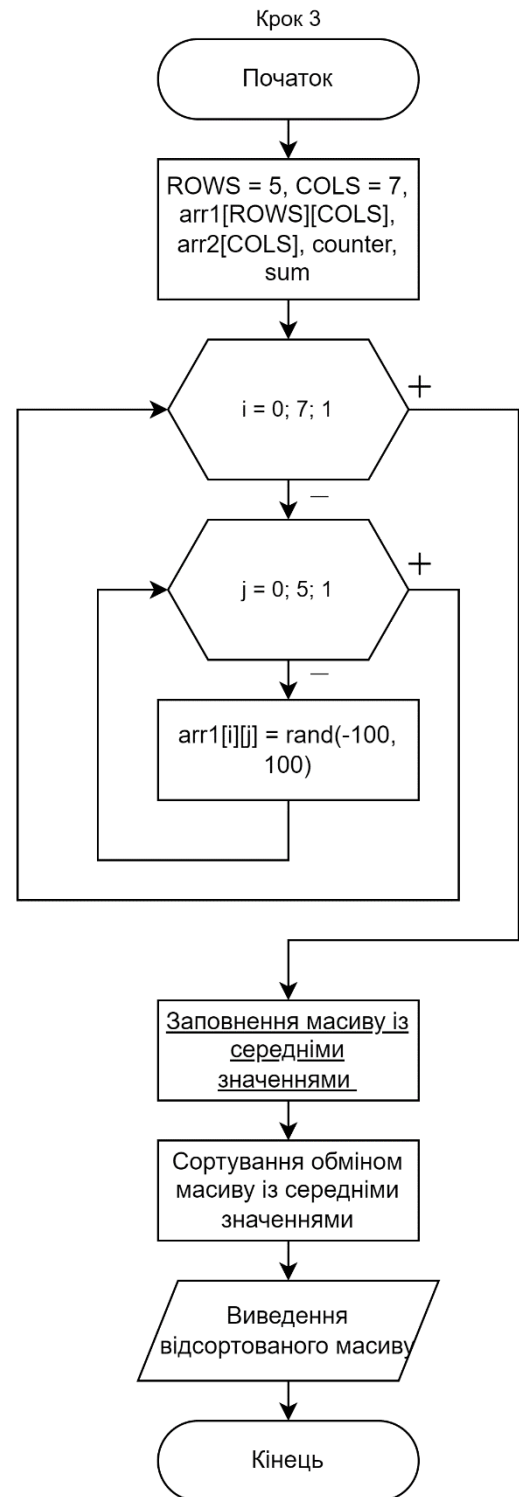 Крок 3
Початок
ROWS = 5, COLS = 7,
arr1[ROWS][COLS],
arr2[COLS], counter,
sum
+
i = 0; 7; 1
_
+
j = 0; 5; 1
_
arr1[i][j] = rand(-100,
100)
Заповнення масиву із
середніми
значеннями
Сортування обміном
масиву із середніми
значеннями
Виведення
відсортованого масиву
Кінець